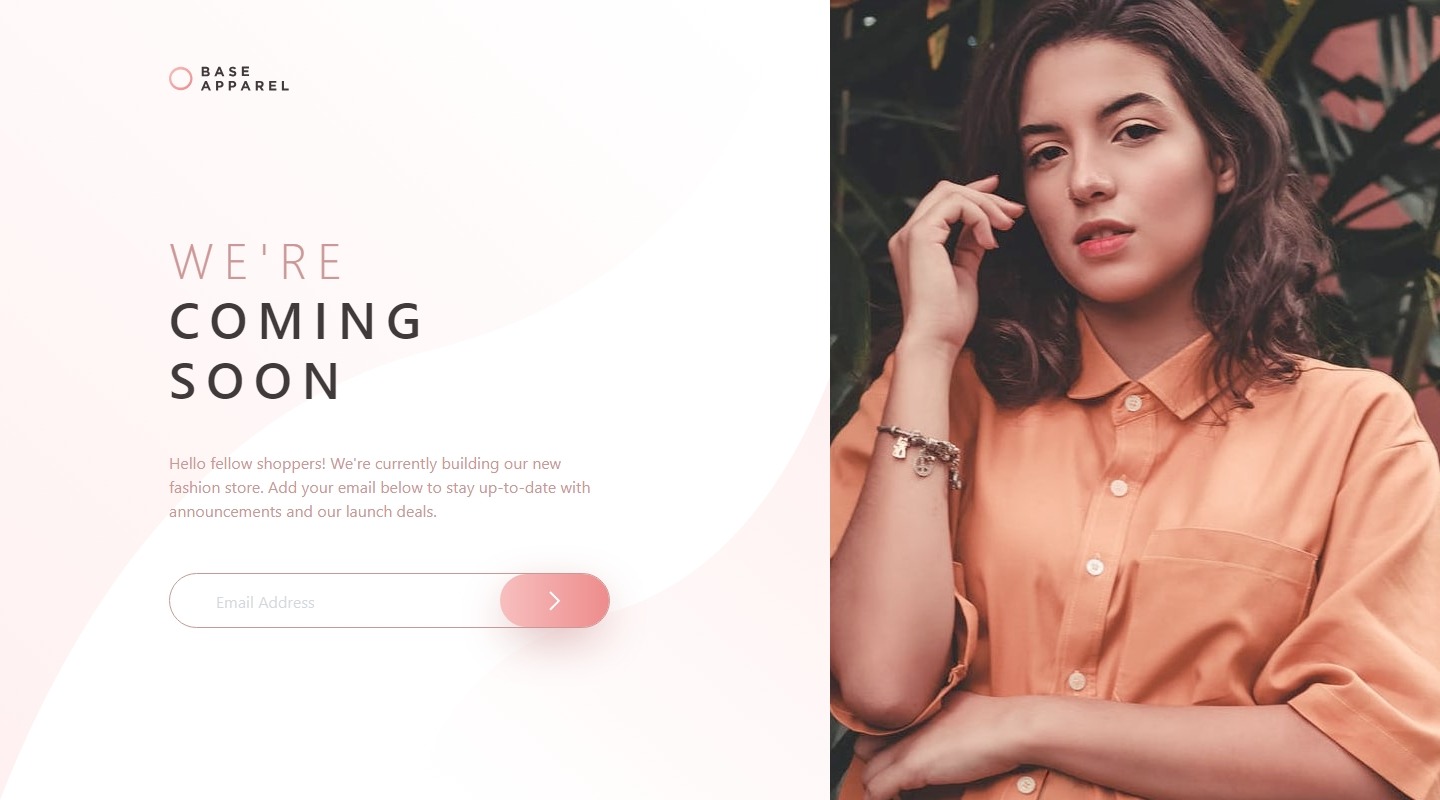 BASE
APPAREL
WE'RE
COMING
SOON
Hello fellow shoppers! We're currently building our new
fashion store. Add your email below to stay up-to-date with
announcements and our launch deals.
Email Address